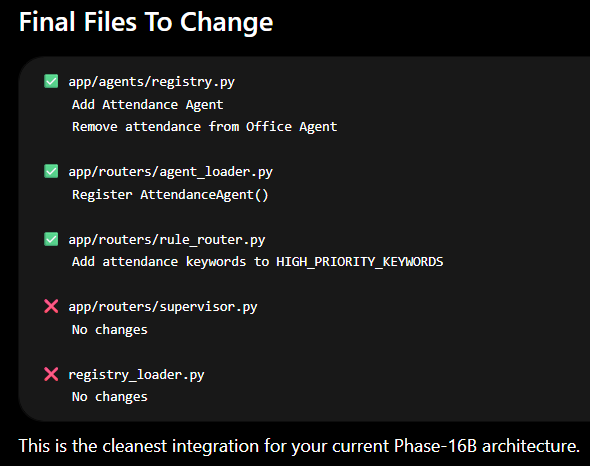 Final Files To Change
✅ app/agents/registry.py
Add Attendance Agent
Remove attendance from Office Agent
✅ app/routers/agent_loader.py
Register AttendanceAgent()
✅ app/routers/rule_router.py
Add attendance keywords to HIGH_PRIORITY_KEYWORDS
❌ app/routers/supervisor.py
No changes
❌ registry_loader.py
No changes
This is the cleanest integration for your current Phase-16B architecture.